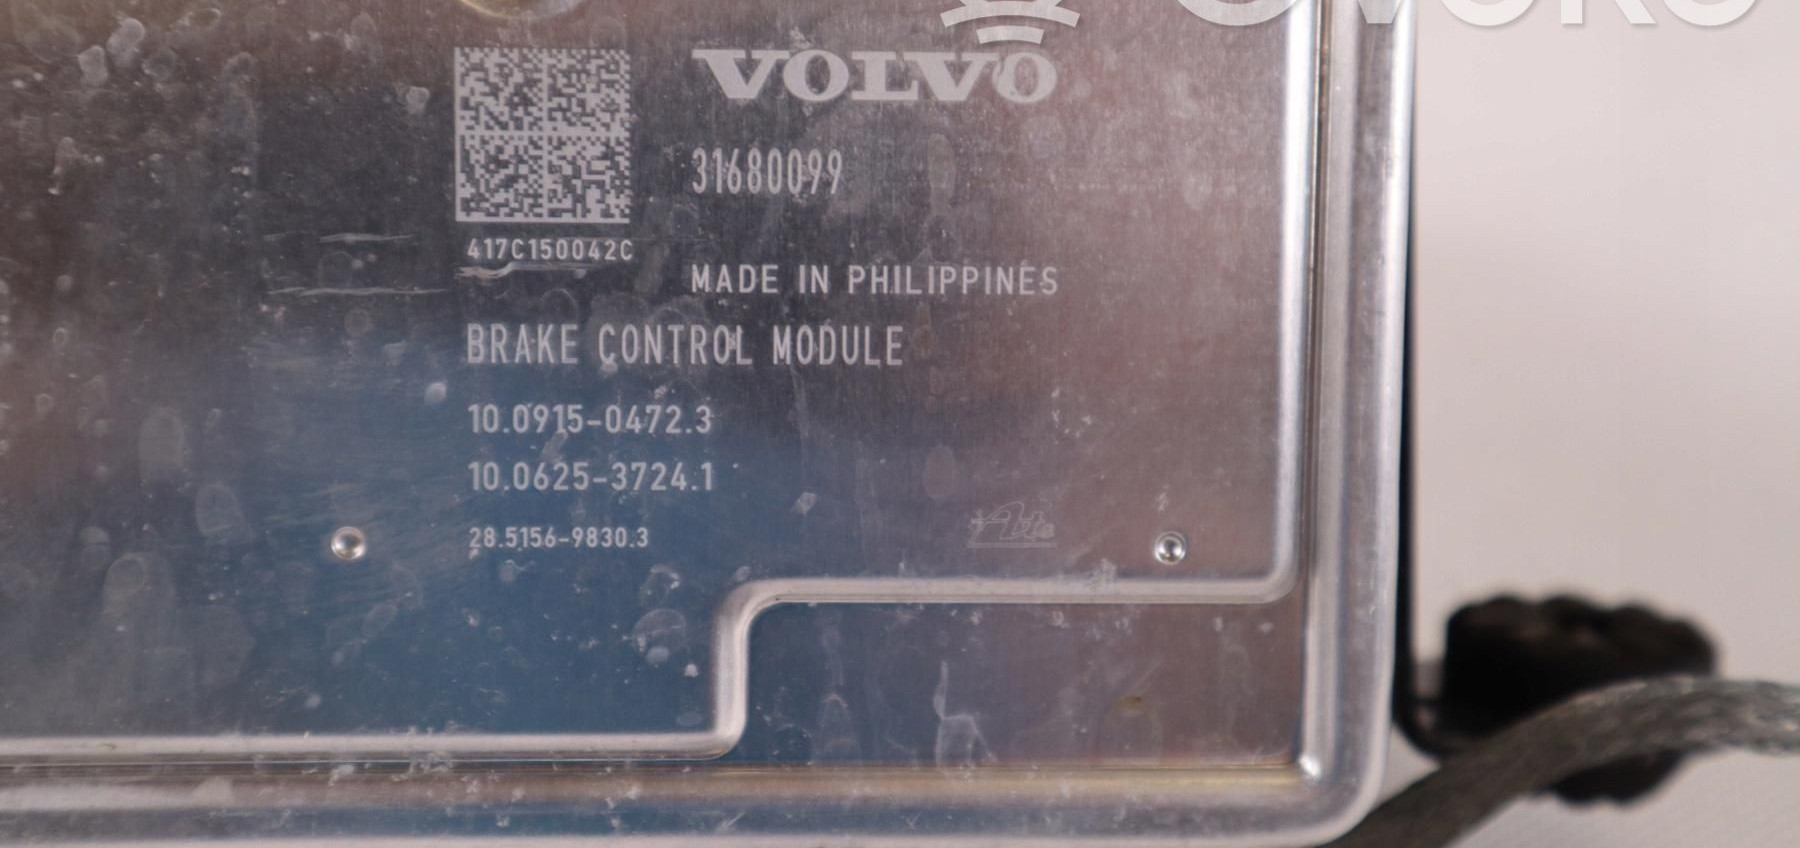 VOLVO
31680099
417C150042C
MADE IN PHILIPPINES
BRAKE CONTROL MODULE
10.0915-0472.3
10.0625-3724.1
28.5156-9830.3
Ate